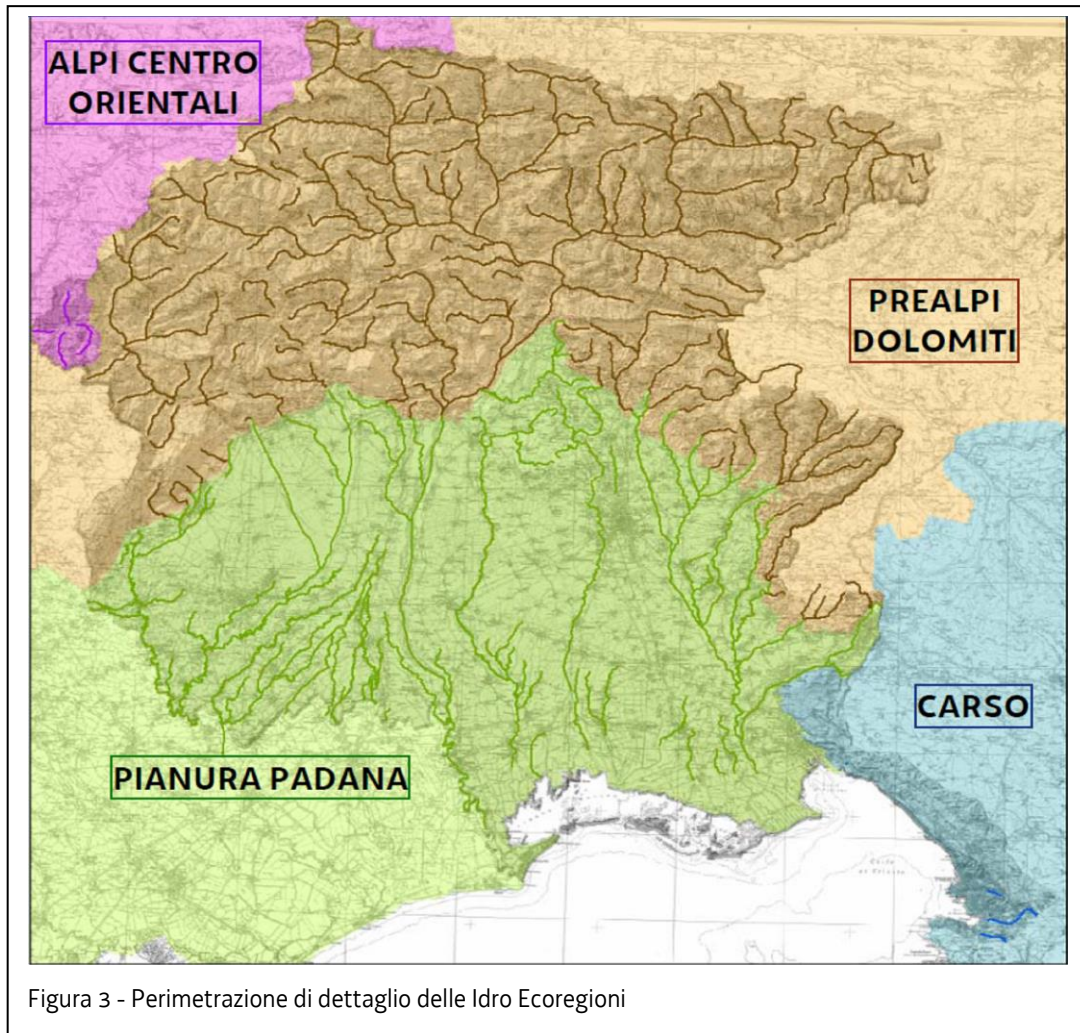 ALPI CENTRO
ORIENTALI
PREALPI
DOLOMITI
CARSO
PIANURA PADANA
Figura 3 - Perimetrazione di dettaglio delle Idro Ecoregioni